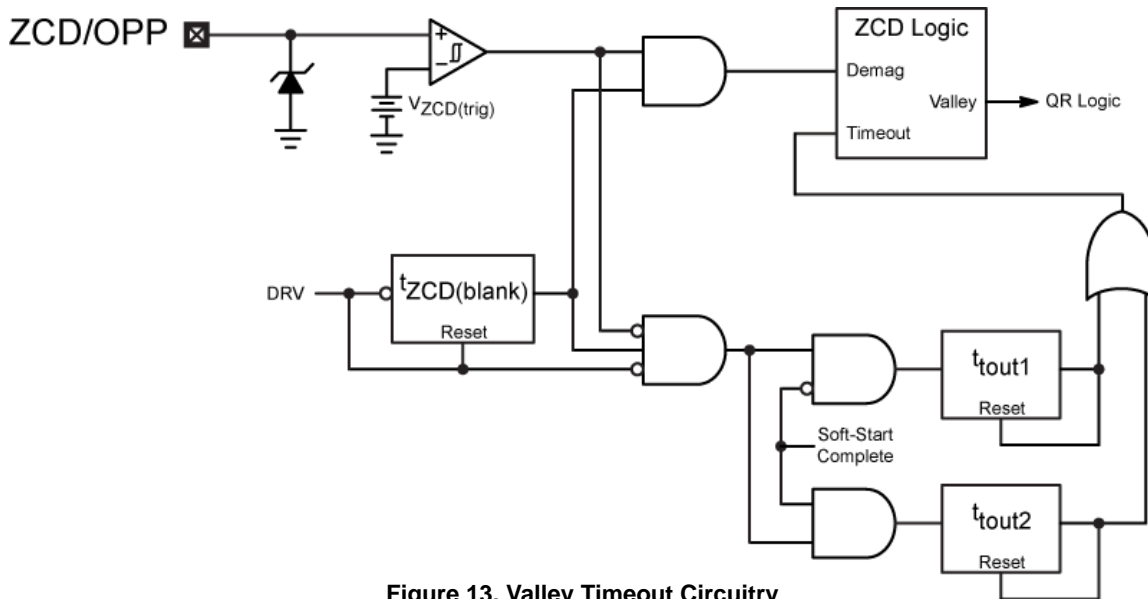 ZCD/OPP
+
–
VZCD(trig)
ZCD Logic
Demag
Valley
Timeout
QR Logic
DRV
tZCD(blank)
Reset
ttout1
Reset
Soft-Start
Complete
ttout2
Reset
Figure 13. Valley Timeout Circuitry